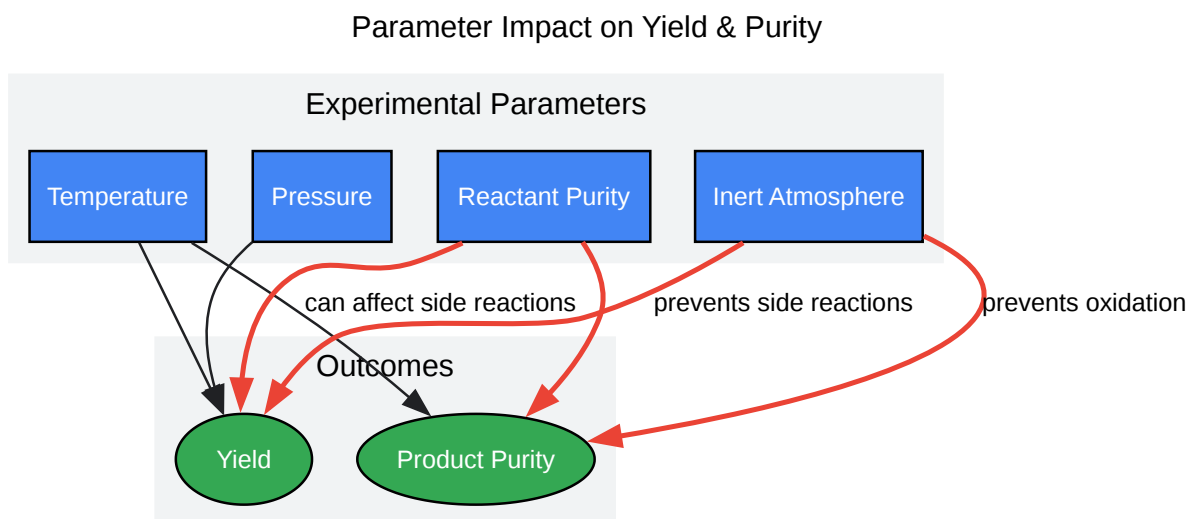 Parameter Impact on Yield & Purity
Experimental Parameters
Temperature
Pressure
Reactant Purity
Inert Atmosphere
can affect side reactions
prevents side reactions
prevents oxidation
Outcomes
Yield
Product Purity